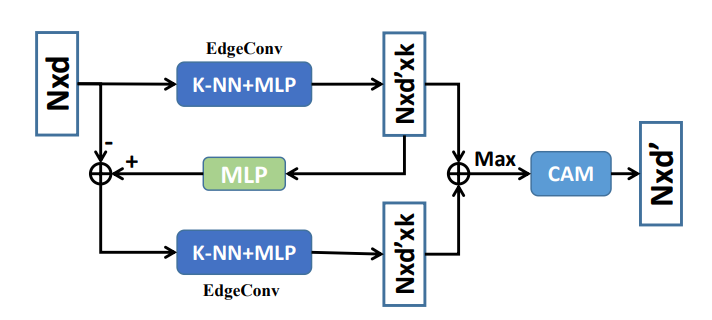 EdgeConv
Nxd
K-NN+MLP
Nxd'xk
-
+
MLP
Max
CAM
Nxd'
K-NN+MLP
Nxd'xk
EdgeConv